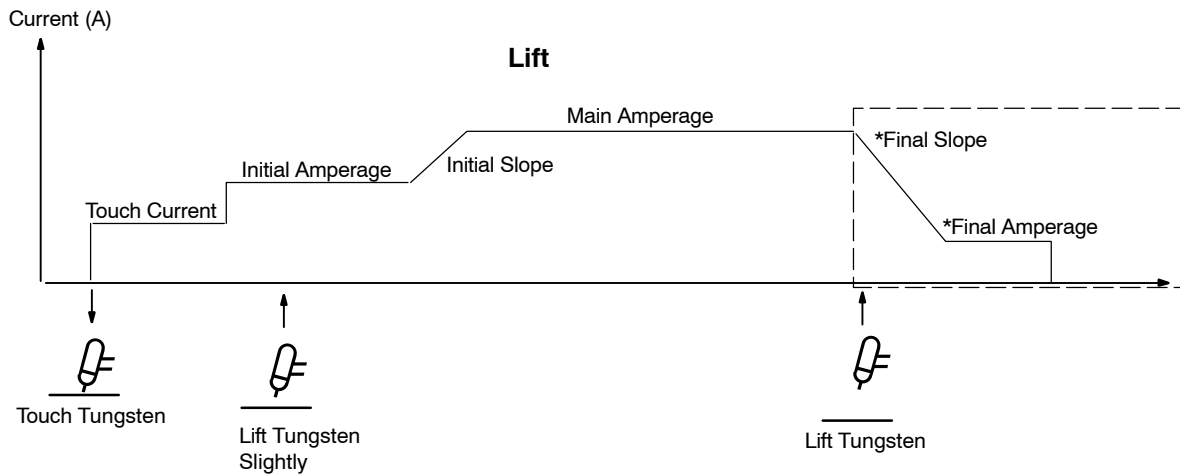 Current (A)
Lift
Main Amperage
*Final Slope
Initial Amperage
Initial Slope
Touch Current
*Final Amperage
Touch Tungsten
Lift Tungsten
Slightly
Lift Tungsten